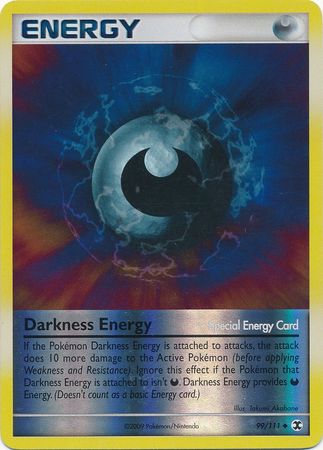 ENERGY
Darkness Energy
Special Energy Card
If the Pokémon Darkness Energy is attached to attacks, the attack
does 10 more damage to the Active Pokémon (before applying
Weakness and Resistance). Ignore this effect if the Pokémon
that Darkness Energy is attached to isn't . Darkness Energy provides
Energy. (Doesn't count as a basic Energy card.)
Illus. Takumi Akabane
©2009 Pokémon/Nintendo
99/111